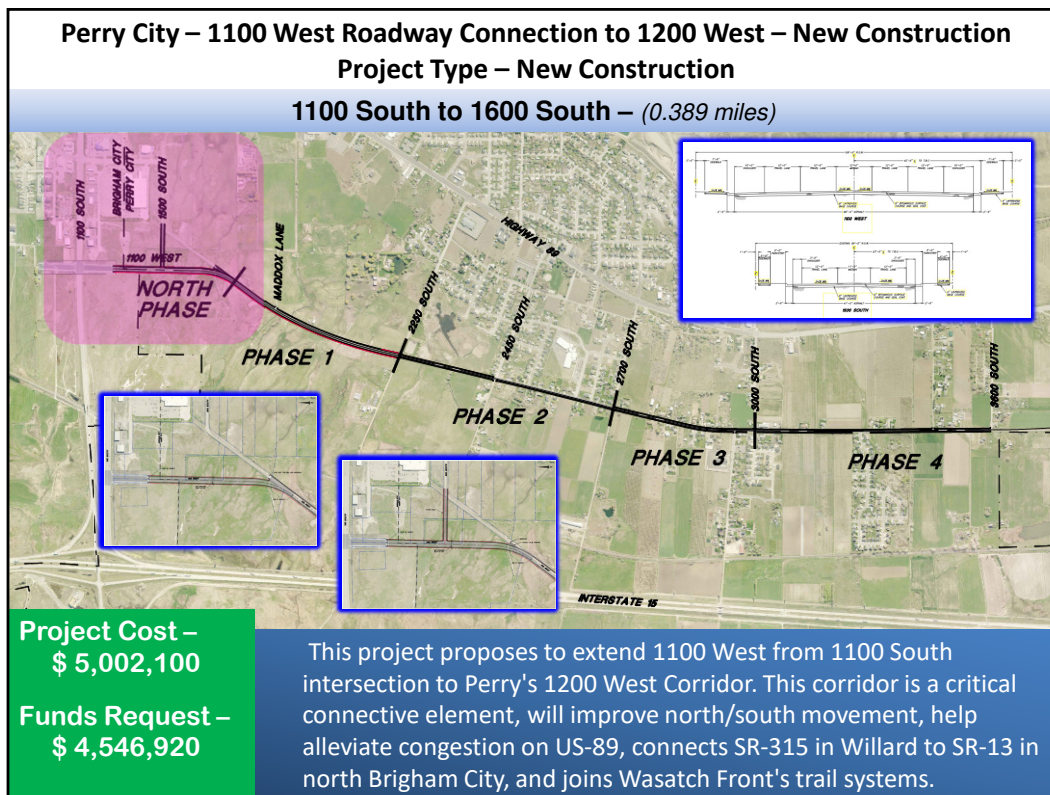 Perry City – 1100 West Roadway Connection to 1200 West – New Construction
Project Type – New Construction
1100 South to 1600 South – (0.389 miles)
1100 SOUTH
BRIGHAM CITY
PERRY CITY
1500 SOUTH
1100 WEST
NORTH
PHASE
MADDOX LANE
PHASE 1
2250 SOUTH
HIGHWAY 89
2450 SOUTH
PHASE 2
2700 SOUTH
PHASE 3
3000 SOUTH
PHASE 4
3600 SOUTH
INTERSTATE 15
1100 WEST
1600 SOUTH
Project Cost –
$ 5,002,100
Funds Request –
$ 4,546,920
This project proposes to extend 1100 West from 1100 South
intersection to Perry's 1200 West Corridor. This corridor is a critical
connective element, will improve north/south movement, help
alleviate congestion on US-89, connects SR-315 in Willard to SR-13 in
north Brigham City, and joins Wasatch Front's trail systems.